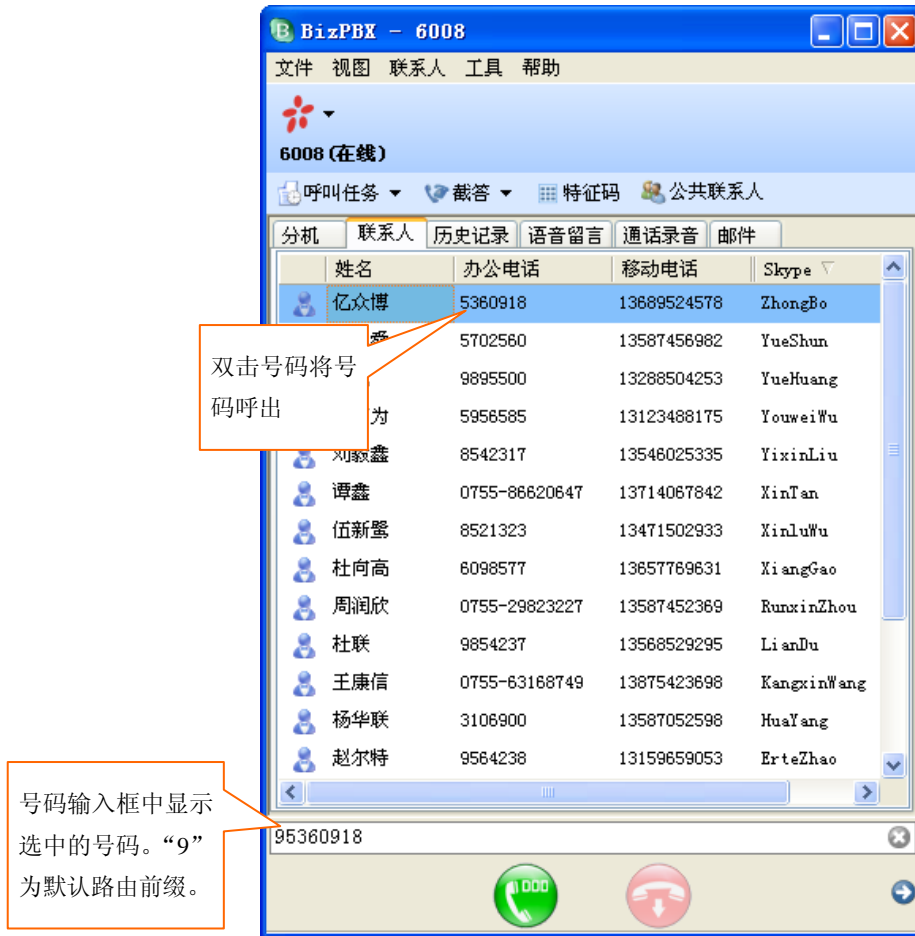 BizPBX - 6008
文件 视图 联系人 工具 帮助
6008 (在线)
呼叫任务 截答 特征码 公共联系人
分机 联系人 历史记录 语音留言 通话录音 邮件
姓名 办公电话 移动电话 Skype
亿众博 5360918 13689524578 ZhongBo
5702560 13587456982 YueShun
双击号码将号
9895500 13288504253 YueHuang
码呼出
为 5956585 13123488175 YouweiWu
刘毅鑫 8542317 13546025335 YixinLiu
谭鑫 0755-86620647 13714067842 XinTan
伍新鹭 8521323 13471502933 XinluWu
杜向高 6098577 13657769631 XiangGao
周润欣 0755-29823227 13587452369 RunxinZhou
杜联 9854237 13568529295 LianDu
王康信 0755-63168749 13875423698 KangxinWang
杨华联 3106900 13587052598 HuaYang
赵尔特 9564238 13159659053 ErteZhao
号码输入框中显示
选中的号码。“9”
为默认路由前缀。
95360918